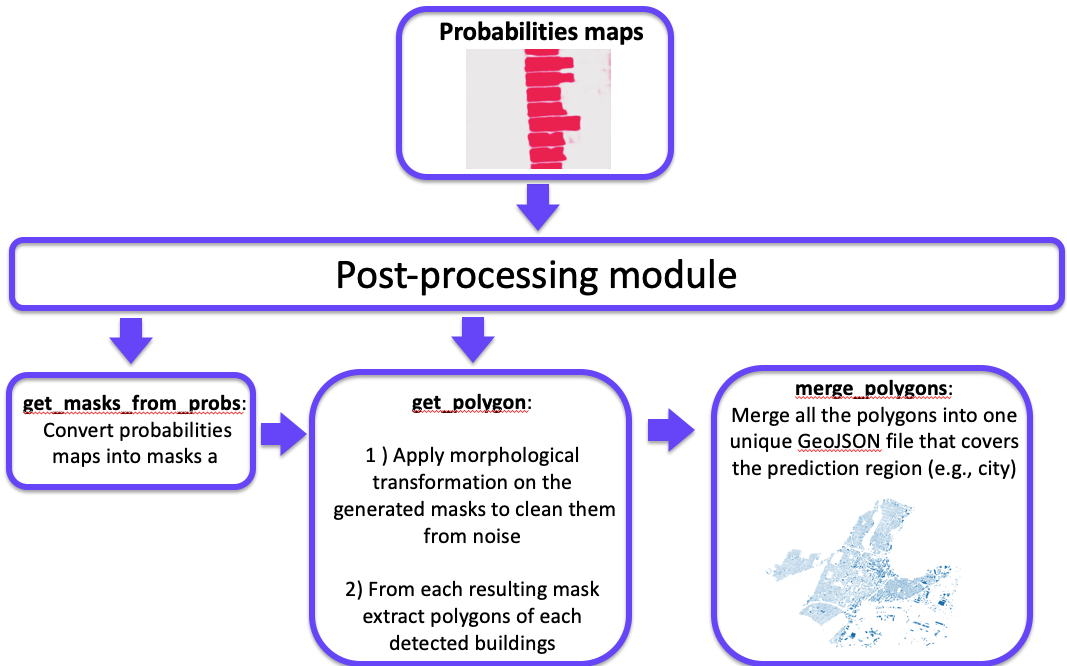 Probabilities maps
Post-processing module
get_masks_from_probs:
Convert probabilities
maps into masks a
get_polygon:
1 ) Apply morphological
transformation on the
generated masks to clean them
from noise
2) From each resulting mask
extract polygons of each
detected buildings
merge_polygons:
Merge all the polygons into one
unique GeoJSON file that covers
the prediction region (e.g., city)